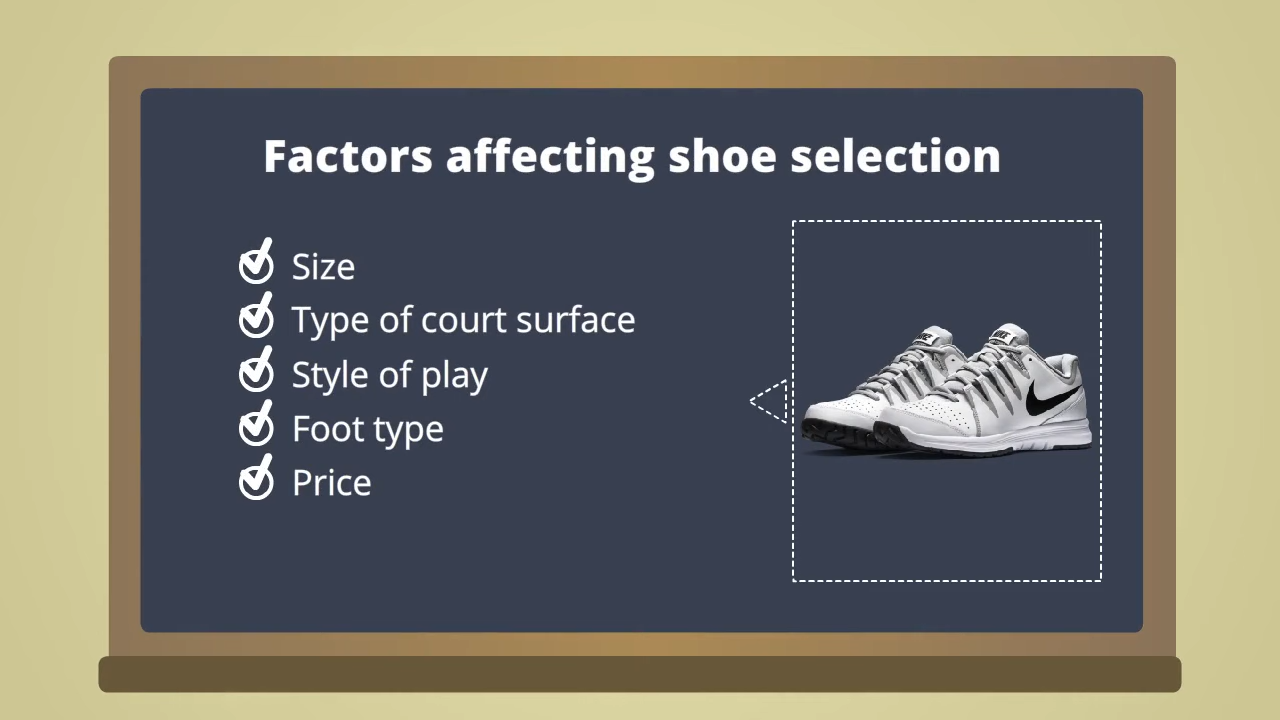 Factors affecting shoe selection
Size
Type of court surface
Style of play
Foot type
Price